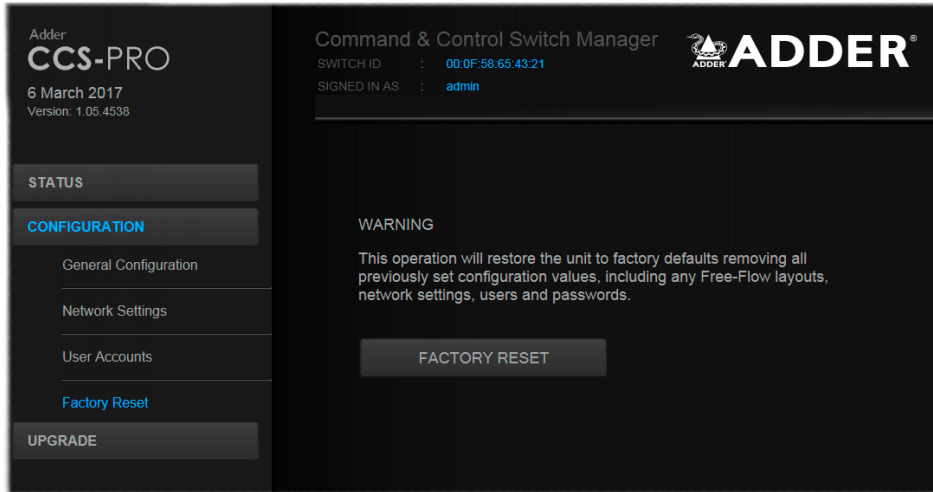 Adder
CCS-PRO
6 March 2017
Version: 1.05.4538
Command & Control Switch Manager
SWITCH ID : 00:0F:58:65:43:21
SIGNED IN AS : admin
ADDER
ADDER®
STATUS
CONFIGURATION
General Configuration
Network Settings
User Accounts
Factory Reset
UPGRADE
WARNING
This operation will restore the unit to factory defaults removing all
previously set configuration values, including any Free-Flow layouts,
network settings, users and passwords.
FACTORY RESET